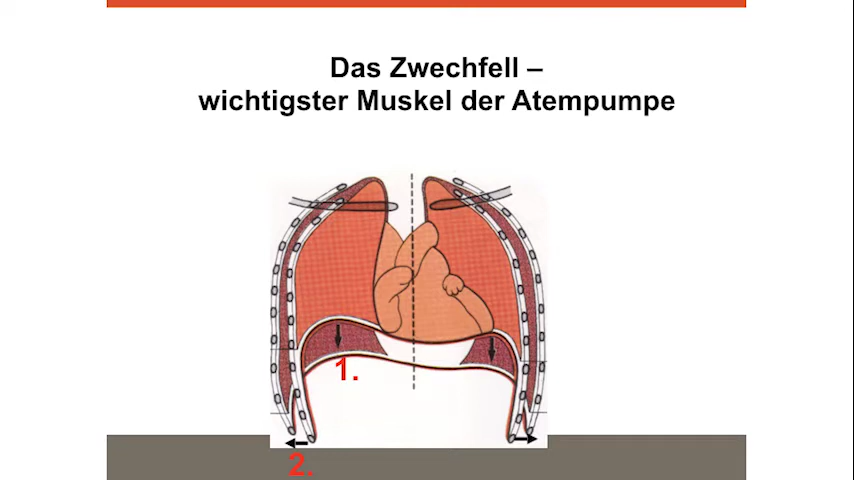 Das Zwechfell –
wichtigster Muskel der Atempumpe
1.
2.